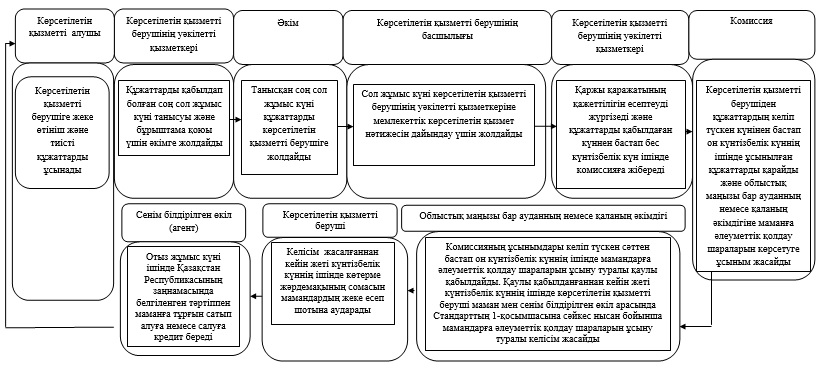 Көрсетілетін
қызметті алушы
Көрсетілетін
қызметті
берушіге жеке
өтініш және
тиісті
құжаттарды
ұсынады
Көрсетілетін қызметті
берушінің уәкілетті
қызметкері
Құжаттарды қабылдап
болған соң сол жұмыс
күні танысуы және
бұрыштама қоюы
үшін әкімге жолдайды
Әкім
Танысқан соң сол
жұмыс күні
құжаттарды
көрсетілетін
қызметті берушіге
жолдайды
Көрсетілетін қызметті берушінің
басшылығы
Сол жұмыс күні көрсетілетін қызметті
берушінің уәкілетті қызметкеріне
мемлекеттік көрсетілетін қызмет
нәтижесін дайындау үшін жолдайды
Көрсетілетін қызметті
берушінің уәкілетті
қызметкері
Қаржы қаражатының
қажеттілігін есептеуді
жүргізеді және
құжаттарды қабылдаған
күннен бастап бес
күнтізбелік күн ішінде
комиссияға жібереді
Комиссия
Көрсетілетін қызметті
берушіден
құжаттардың келіп
түскен күнінен бастап
он күнтізбелік күннің
ішінде ұсынылған
құжаттарды қарайды
және облыстық
маңызы бар ауданның
немесе қаланың
әкімдігіне маманға
әлеуметтік қолдау
шараларын көрсетуге
ұсыным жасайды
Облыстық маңызы бар ауданның немесе қаланың әкімдігі
Комиссияның ұсынымдары келіп түскен сәттен
бастап он күнтізбелік күннің ішінде мамандарға
әлеуметтік қолдау шараларын ұсыну туралы қаулы
қабылдайды. Қаулы қабылданғаннан кейін жеті
күнтізбелік күннің ішінде көрсетілетін қызметті
беруші маман мен сенім білдірілген өкіл арасында
Стандарттың 1-қосымшасына сәйкес нысан бойынша
мамандарға әлеуметтік қолдау шараларын ұсыну
туралы келісім жасайды
Көрсетілетін қызметті
беруші
Келісім жасалғаннан
кейін жеті күнтізбелік
күннің ішінде көтерме
жәрдемақының сомасын
мамандардың жеке есеп
шотына аударады
Сенім білдірілген өкіл
(агент)
Отыз жұмыс күні
ішінде Қазақстан
Республикасының
заңнамасында
белгіленген тәртіппен
маманға тұрғын сатып
алуға немесе салуға
кредит береді